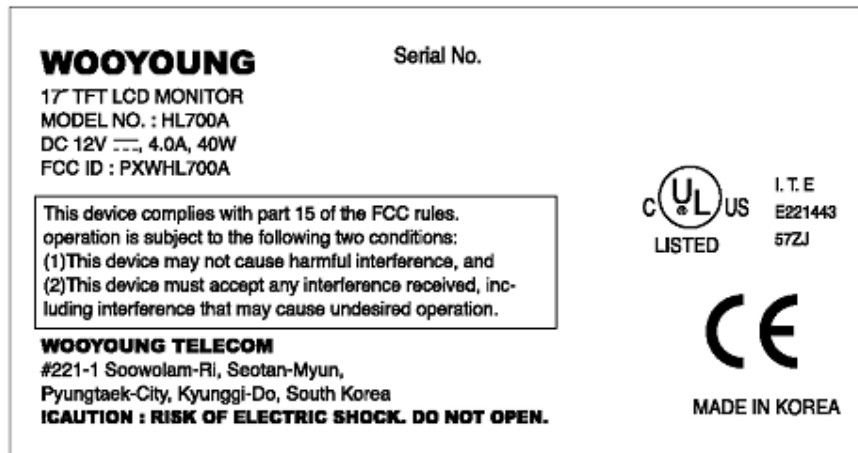 WOOYOUNG
Serial No.
17" TFT LCD MONITOR
MODEL NO. : HL700A
DC 12V ⎓, 4.0A, 40W
FCC ID : PXWHL700A
This device complies with part 15 of the FCC rules.
operation is subject to the following two conditions:
(1)This device may not cause harmful interference, and
(2)This device must accept any interference received, inc-
luding interference that may cause undesired operation.
C UL ® US
LISTED
I. T. E
E221443
57ZJ
WOOYOUNG TELECOM
#221-1 Soowolam-Ri, Seotan-Myun,
Pyungtaek-City, Kyunggi-Do, South Korea
!CAUTION : RISK OF ELECTRIC SHOCK. DO NOT OPEN.
CE
MADE IN KOREA